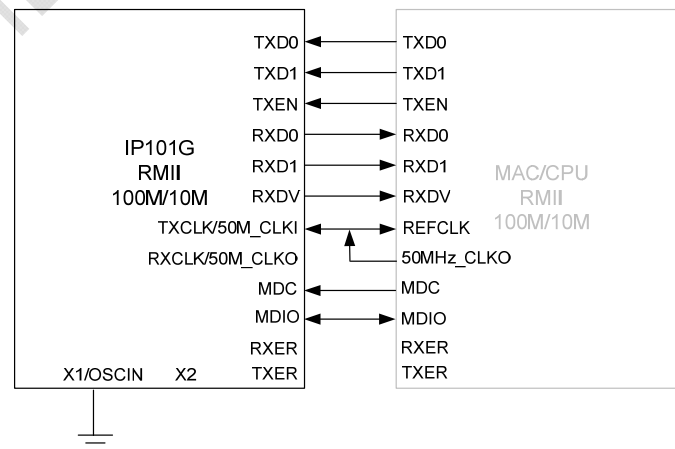 TXD0
TXD1
TXEN
RXD0
RXD1
RXDV
TXCLK/50M_CLKI
RXCLK/50M_CLKO
MDC
MDIO
RXER
TXER
IP101G
RMII
100M/10M
X1/OSCIN X2
TXD0
TXD1
TXEN
RXD0
RXD1
RXDV
REFCLK
50MHz_CLKO
MDC
MDIO
RXER
TXER
MAC/CPU
RMII
100M/10M